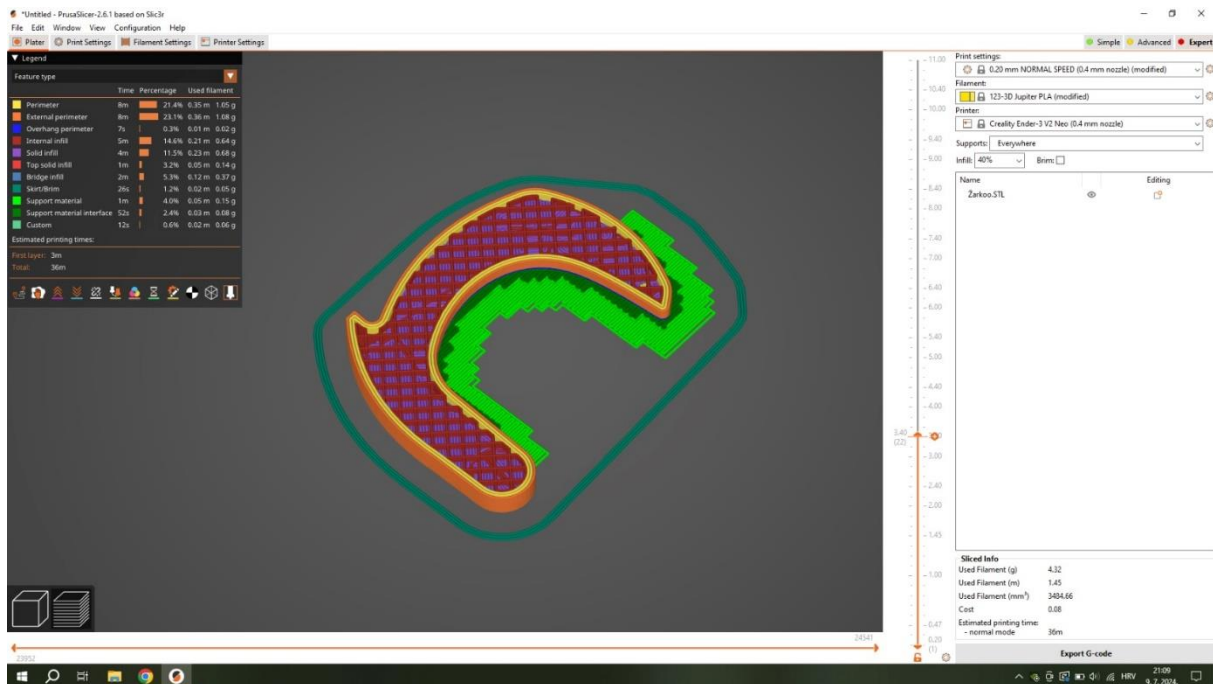 *Untitled - PrusaSlicer-2.6.1 based on Slic3r
File Edit Window View Configuration Help
Plater Print Settings Filament Settings Printer Settings
Simple Advanced Expert
Legend
Feature type
Time Percentage Used filament
Perimeter 8m 21.4% 0.35 m 1.05 g
External perimeter 8m 23.1% 0.36 m 1.08 g
Overhang perimeter 7s 0.3% 0.01 m 0.02 g
Internal infill 5m 14.6% 0.21 m 0.64 g
Solid infill 4m 11.5% 0.23 m 0.68 g
Top solid infill 1m 3.2% 0.05 m 0.14 g
Bridge infill 2m 5.3% 0.12 m 0.37 g
Skirt/Brim 26s 1.2% 0.02 m 0.05 g
Support material 1m 4.0% 0.05 m 0.15 g
Support material interface 52s 2.4% 0.03 m 0.08 g
Custom 12s 0.6% 0.02 m 0.06 g
Estimated printing times:
First layer: 3m
Total: 36m
11.00
10.40
10.00
9.40
9.00
8.40
8.00
7.40
7.00
6.40
6.00
5.40
5.00
4.40
4.00
3.40
(22)
3.00
2.40
2.00
1.45
1.00
0.47
0.20
(1)
24341
23952
Print settings:
0.20 mm NORMAL SPEED (0.4 mm nozzle) (modified)
Filament:
123-3D Jupiter PLA (modified)
Printer:
Creality Ender-3 V2 Neo (0.4 mm nozzle)
Supports: Everywhere
Infill: 40% Brim:
Name Editing
Žarkoo.STL
Sliced Info
Used Filament (g) 4.32
Used Filament (m) 1.45
Used Filament (mm³) 3484.66
Cost 0.08
Estimated printing time:
- normal mode 36m
Export G-code
HRV
21:09
9. 7. 2024.